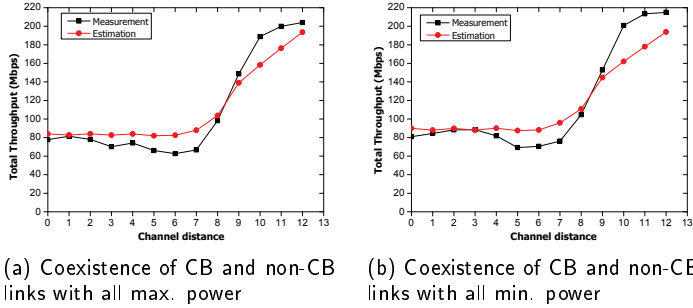 220
200
180
160
140
120
100
80
60
40
20
0
Total Throughput (Mbps)
Measurement
Estimation
0 1 2 3 4 5 6 7 8 9 10 11 12 13
Channel distance
(a) Coexistence of CB and non-CB
links with all max. power
220
200
180
160
140
120
100
80
60
40
20
0
Total Throughput (Mbps)
Measurement
Estimation
0 1 2 3 4 5 6 7 8 9 10 11 12 13
Channel distance
(b) Coexistence of CB and non-CB
links with all min. power